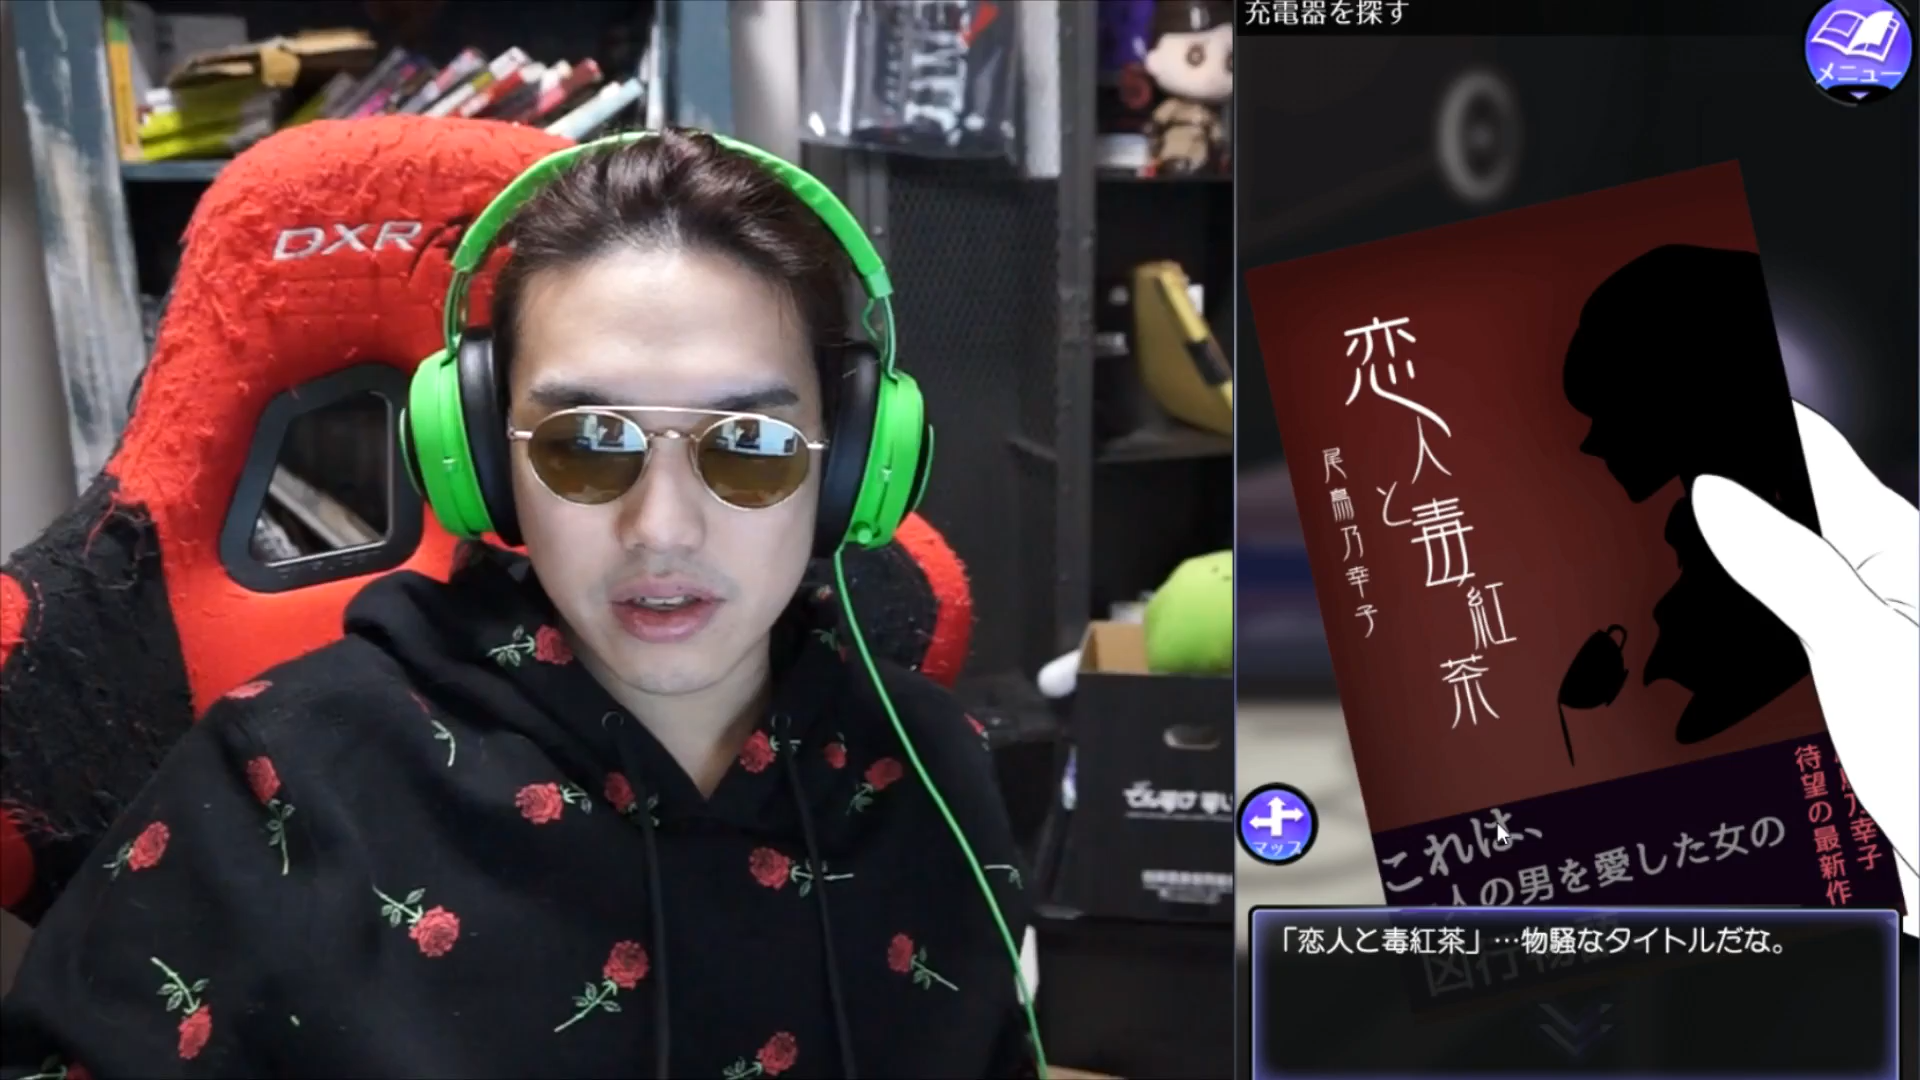 DXR
充電器を探す
メニュー
恋人と毒紅茶
尾鳥乃幸子
待望の最新作
これは、
人の男を愛した女の
マップ
「恋人と毒紅茶」…物騒なタイトルだな。